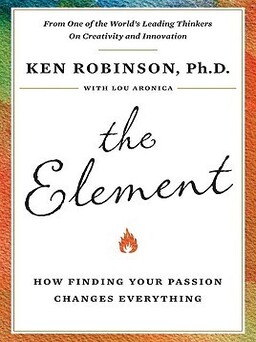 From One of the World's Leading Thinkers
On Creativity and Innovation
KEN ROBINSON, Ph.D.
WITH LOU ARONICA
the
Element
HOW FINDING YOUR PASSION
CHANGES EVERYTHING